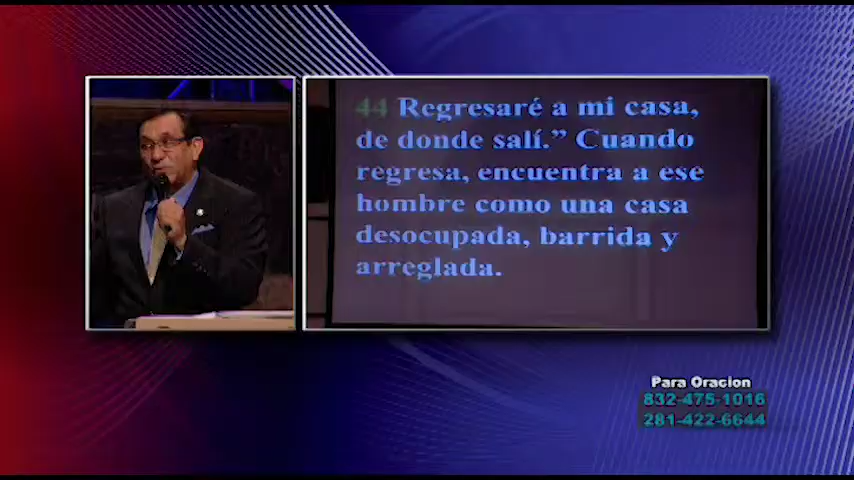 44 Regresaré a mi casa,
de donde salí.” Cuando
regresa, encuentra a ese
hombre como una casa
desocupada, barrida y
arreglada.
Para Oracion
832-475-1016
281-422-6644